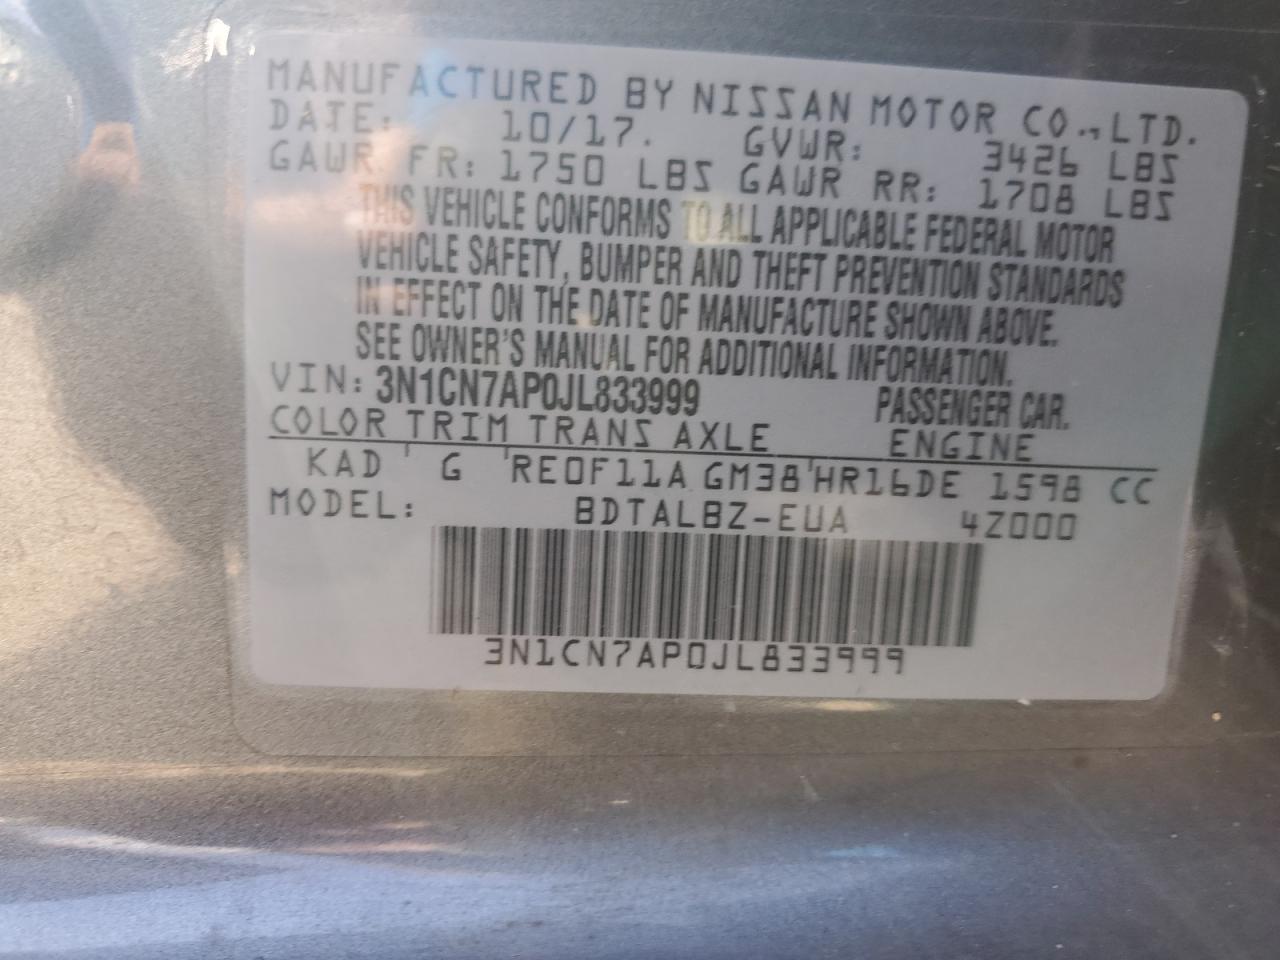 MANUFACTURED BY NISSAN MOTOR CO., LTD.
DATE: 10/17. GVWR: 3426 LBS
GAWR FR: 1750 LBS GAWR RR: 1708 LBS
THIS VEHICLE CONFORMS TO ALL APPLICABLE FEDERAL MOTOR
VEHICLE SAFETY, BUMPER AND THEFT PREVENTION STANDARDS
IN EFFECT ON THE DATE OF MANUFACTURE SHOWN ABOVE.
SEE OWNER'S MANUAL FOR ADDITIONAL INFORMATION.
VIN: 3N1CN7AP0JL833999 PASSENGER CAR.
COLOR TRIM TRANS AXLE ENGINE
KAD G RE0F11A GM38 HR16DE 1598 CC
MODEL: BDTALBZ-EUA 4Z000
3N1CN7AP0JL833999